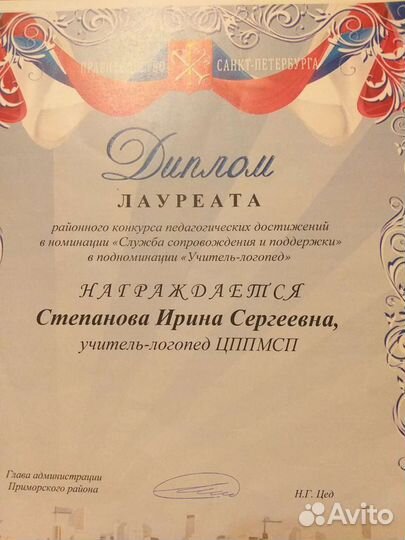 ПРАВИТЕЛЬСТВО САНКТ-ПЕТЕРБУРГА
Диплом
ЛАУРЕАТА
районного конкурса педагогических достижений
в номинации «Служба сопровождения и поддержки»
в подноминации «Учитель-логопед»
НАГРАЖДАЕТСЯ
Степанова Ирина Сергеевна,
учитель-логопед ЦППМСП
Глава администрации
Приморского района
Н.Г. Цед
Avito